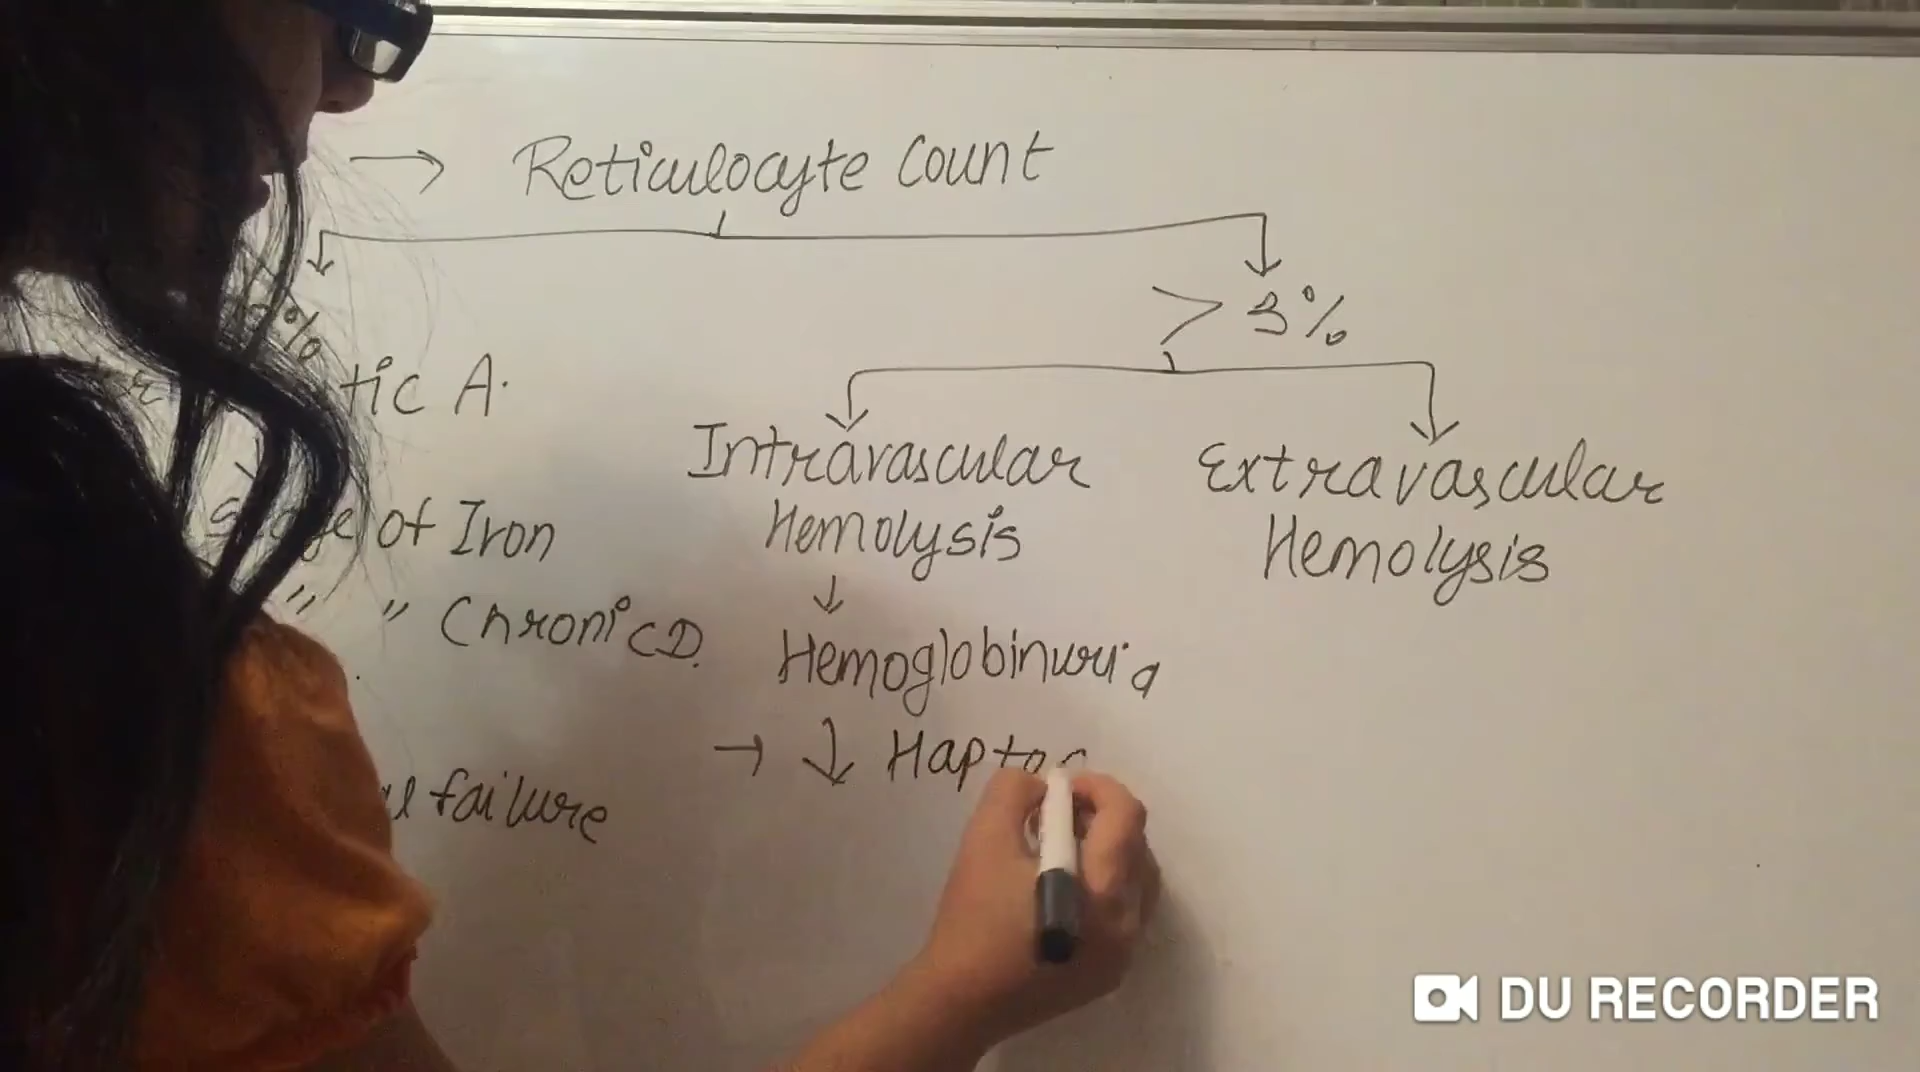 → Reticulocyte Count
%
> 3%
tic A.
Intravascular
Hemolysis
Extravascular
Hemolysis
of Iron
↓
" " Chronic D.
Hemoglobinuria
→ ↓ Hapto
failure
DU RECORDER